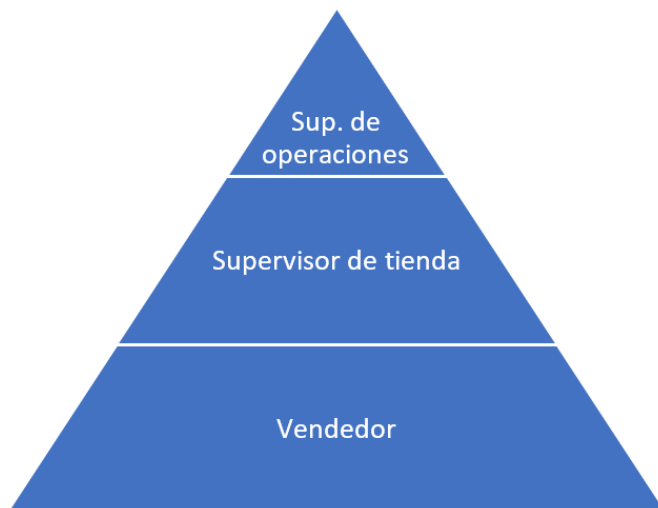 Sup. de
operaciones
Supervisor de tienda
Vendedor